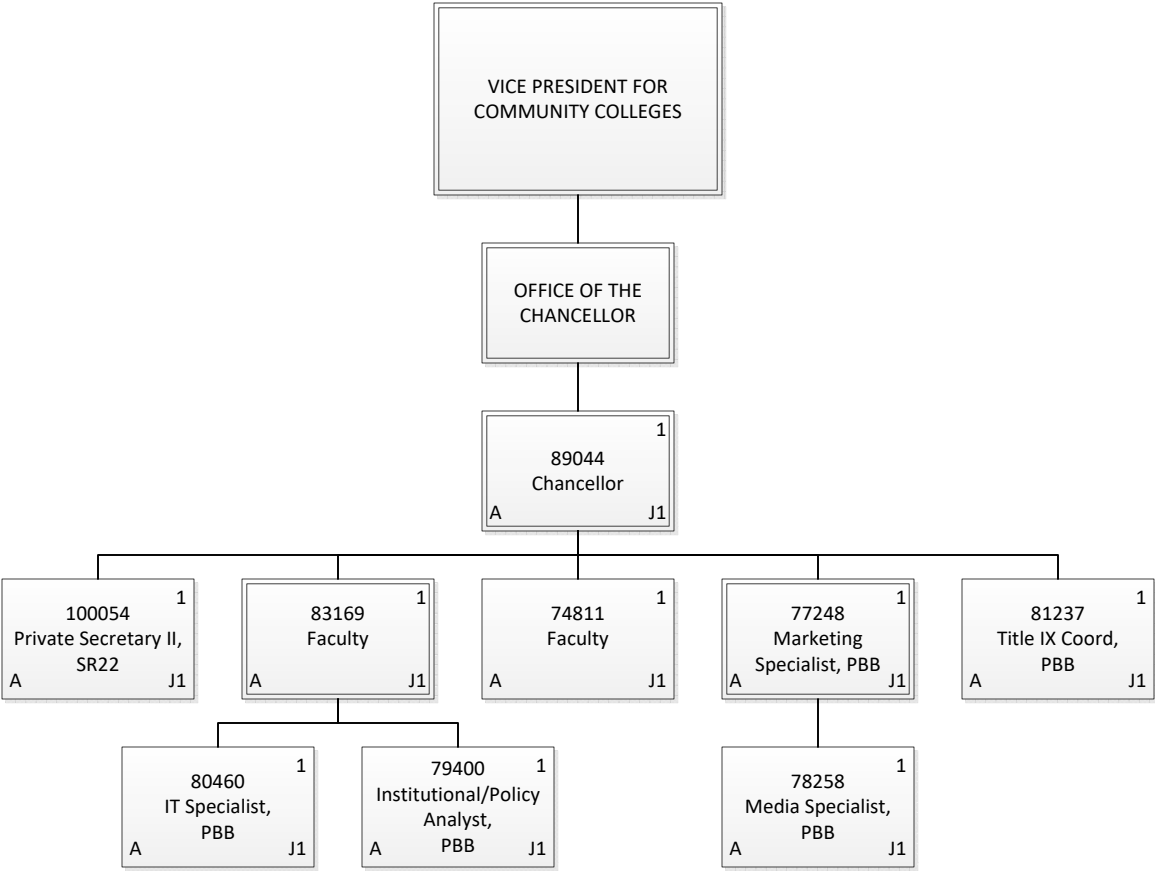 VICE PRESIDENT FOR
COMMUNITY COLLEGES
OFFICE OF THE
CHANCELLOR
1
89044
Chancellor
A J1
1
100054
Private Secretary II,
SR22
A J1
1
83169
Faculty
A J1
1
74811
Faculty
A J1
1
77248
Marketing
Specialist, PBB
A J1
1
81237
Title IX Coord,
PBB
A J1
1
80460
IT Specialist,
PBB
A J1
1
79400
Institutional/Policy
Analyst,
PBB
A J1
1
78258
Media Specialist,
PBB
A J1